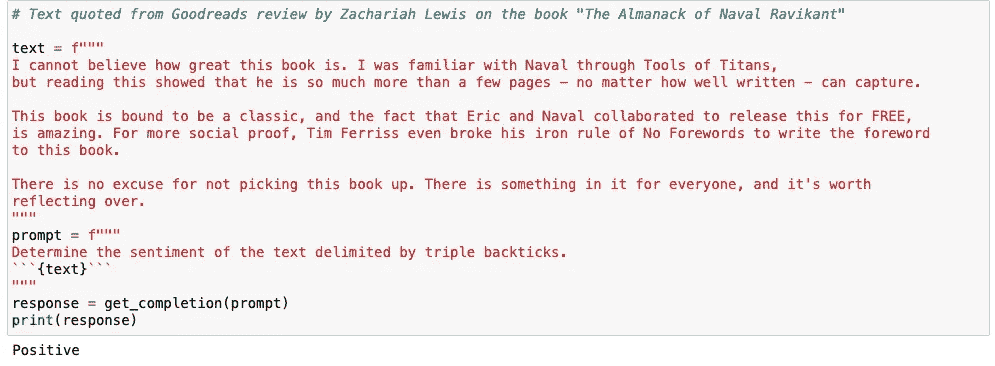 # Text quoted from Goodreads review by Zachariah Lewis on the book "The Almanack of Naval Ravikant"
text = f"""
I cannot believe how great this book is. I was familiar with Naval through Tools of Titans,
but reading this showed that he is so much more than a few pages – no matter how well written – can capture.
This book is bound to be a classic, and the fact that Eric and Naval collaborated to release this for FREE,
is amazing. For more social proof, Tim Ferriss even broke his iron rule of No Forewords to write the foreword
to this book.
There is no excuse for not picking this book up. There is something in it for everyone, and it's worth
reflecting over.
"""
prompt = f"""
Determine the sentiment of the text delimited by triple backticks.
```{text}```
"""
response = get_completion(prompt)
print(response)
Positive